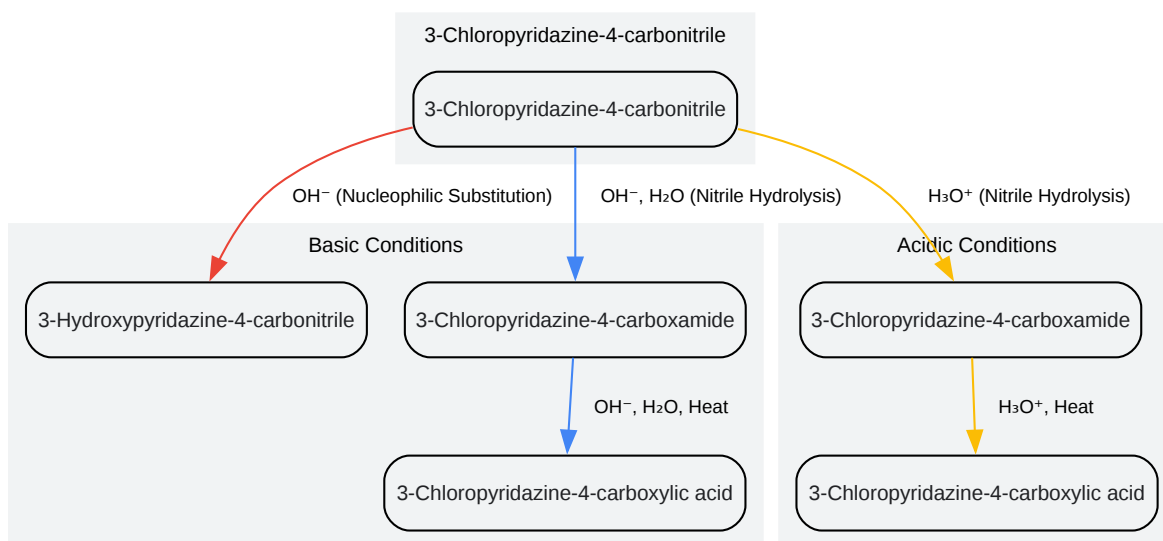 3-Chloropyridazine-4-carbonitrile
3-Chloropyridazine-4-carbonitrile
OH⁻ (Nucleophilic Substitution)
OH⁻, H₂O (Nitrile Hydrolysis)
H₃O⁺ (Nitrile Hydrolysis)
Basic Conditions
Acidic Conditions
3-Hydroxypyridazine-4-carbonitrile
3-Chloropyridazine-4-carboxamide
3-Chloropyridazine-4-carboxamide
OH⁻, H₂O, Heat
H₃O⁺, Heat
3-Chloropyridazine-4-carboxylic acid
3-Chloropyridazine-4-carboxylic acid